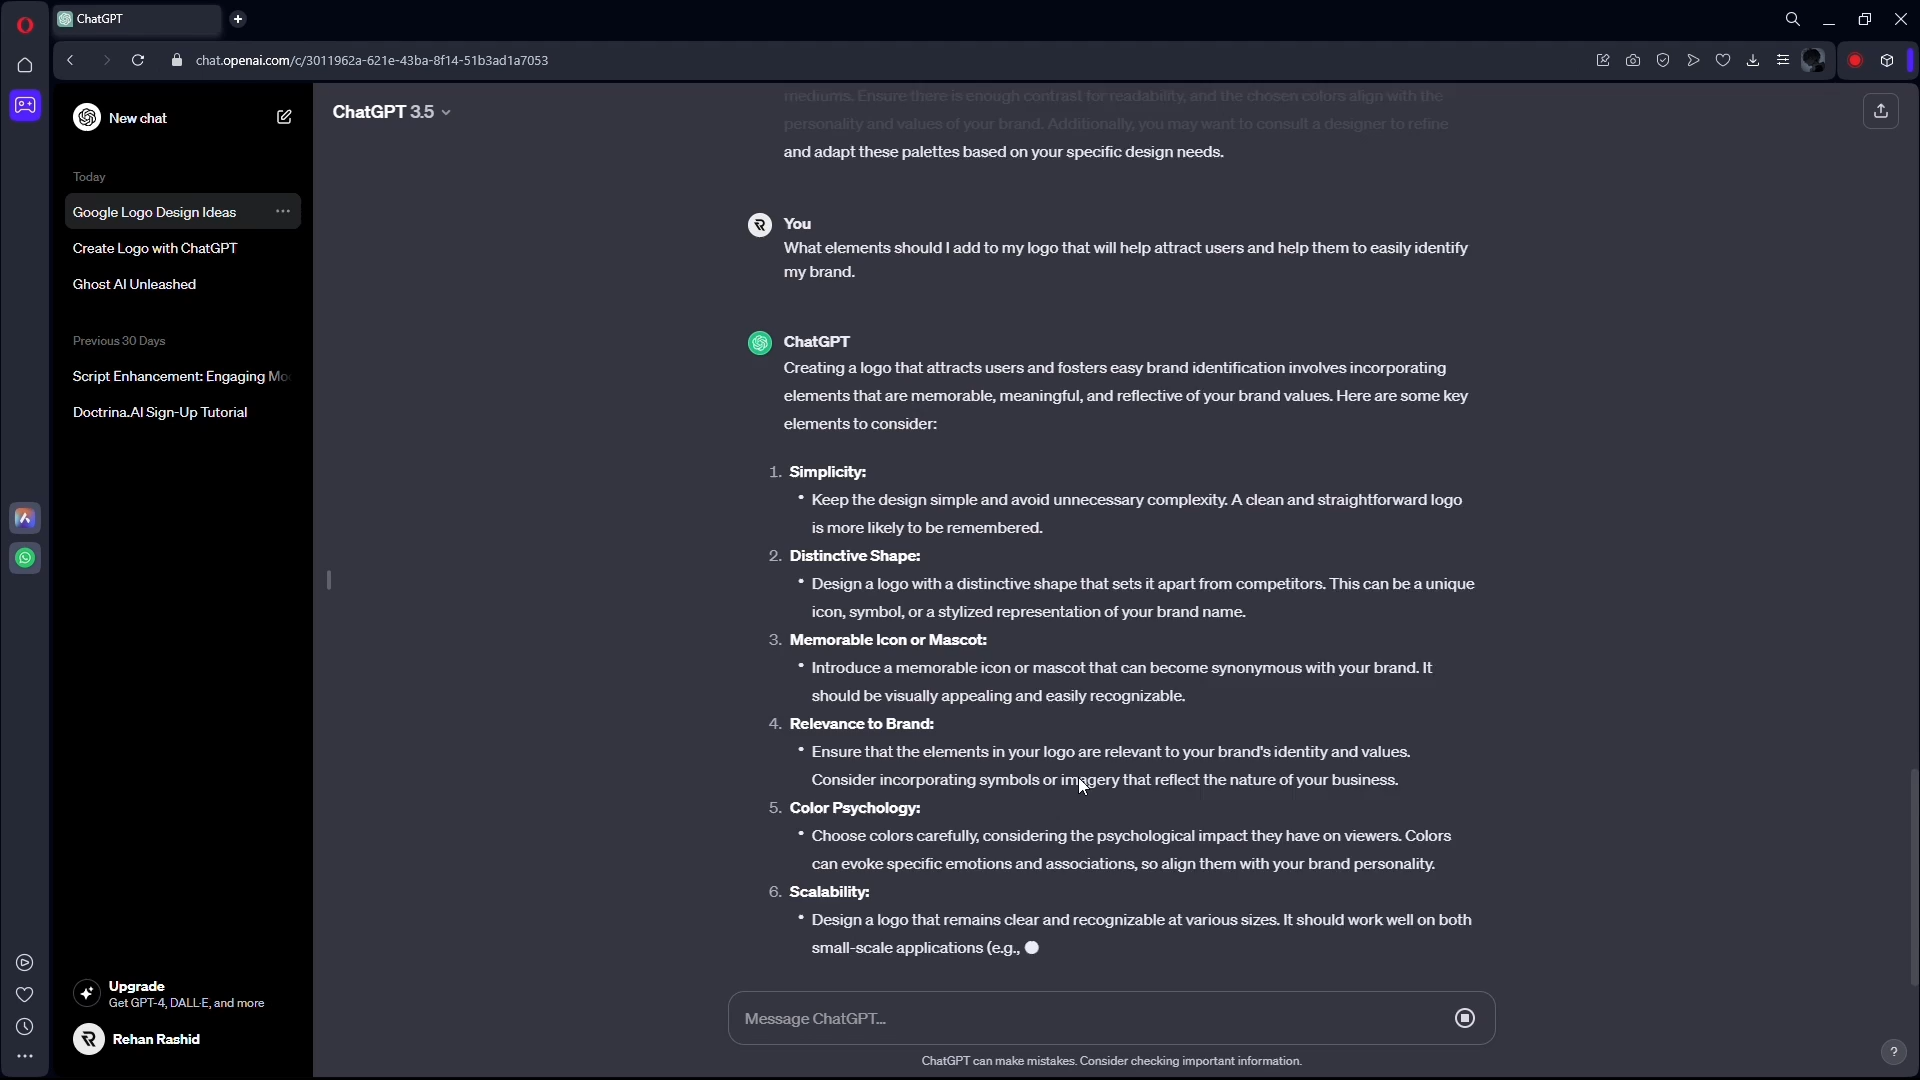 ChatGPT
chat.openai.com/c/3011962a-621e-43ba-8f14-51b3ad1a7053
New chat
Today
Google Logo Design Ideas
Create Logo with ChatGPT
Ghost AI Unleashed
Previous 30 Days
Script Enhancement: Engaging Mo
Doctrina.AI Sign-Up Tutorial
Upgrade
Get GPT-4, DALL·E, and more
Rehan Rashid
ChatGPT 3.5
mediums. Ensure there is enough contrast for readability, and the chosen colors align with the
personality and values of your brand. Additionally, you may want to consult a designer to refine
and adapt these palettes based on your specific design needs.
You
What elements should I add to my logo that will help attract users and help them to easily identify
my brand.
ChatGPT
Creating a logo that attracts users and fosters easy brand identification involves incorporating
elements that are memorable, meaningful, and reflective of your brand values. Here are some key
elements to consider:
1. Simplicity:
• Keep the design simple and avoid unnecessary complexity. A clean and straightforward logo
is more likely to be remembered.
2. Distinctive Shape:
• Design a logo with a distinctive shape that sets it apart from competitors. This can be a unique
icon, symbol, or a stylized representation of your brand name.
3. Memorable Icon or Mascot:
• Introduce a memorable icon or mascot that can become synonymous with your brand. It
should be visually appealing and easily recognizable.
4. Relevance to Brand:
• Ensure that the elements in your logo are relevant to your brand's identity and values.
Consider incorporating symbols or imagery that reflect the nature of your business.
5. Color Psychology:
• Choose colors carefully, considering the psychological impact they have on viewers. Colors
can evoke specific emotions and associations, so align them with your brand personality.
6. Scalability:
• Design a logo that remains clear and recognizable at various sizes. It should work well on both
small-scale applications (e.g.,
Message ChatGPT...
ChatGPT can make mistakes. Consider checking important information.
?